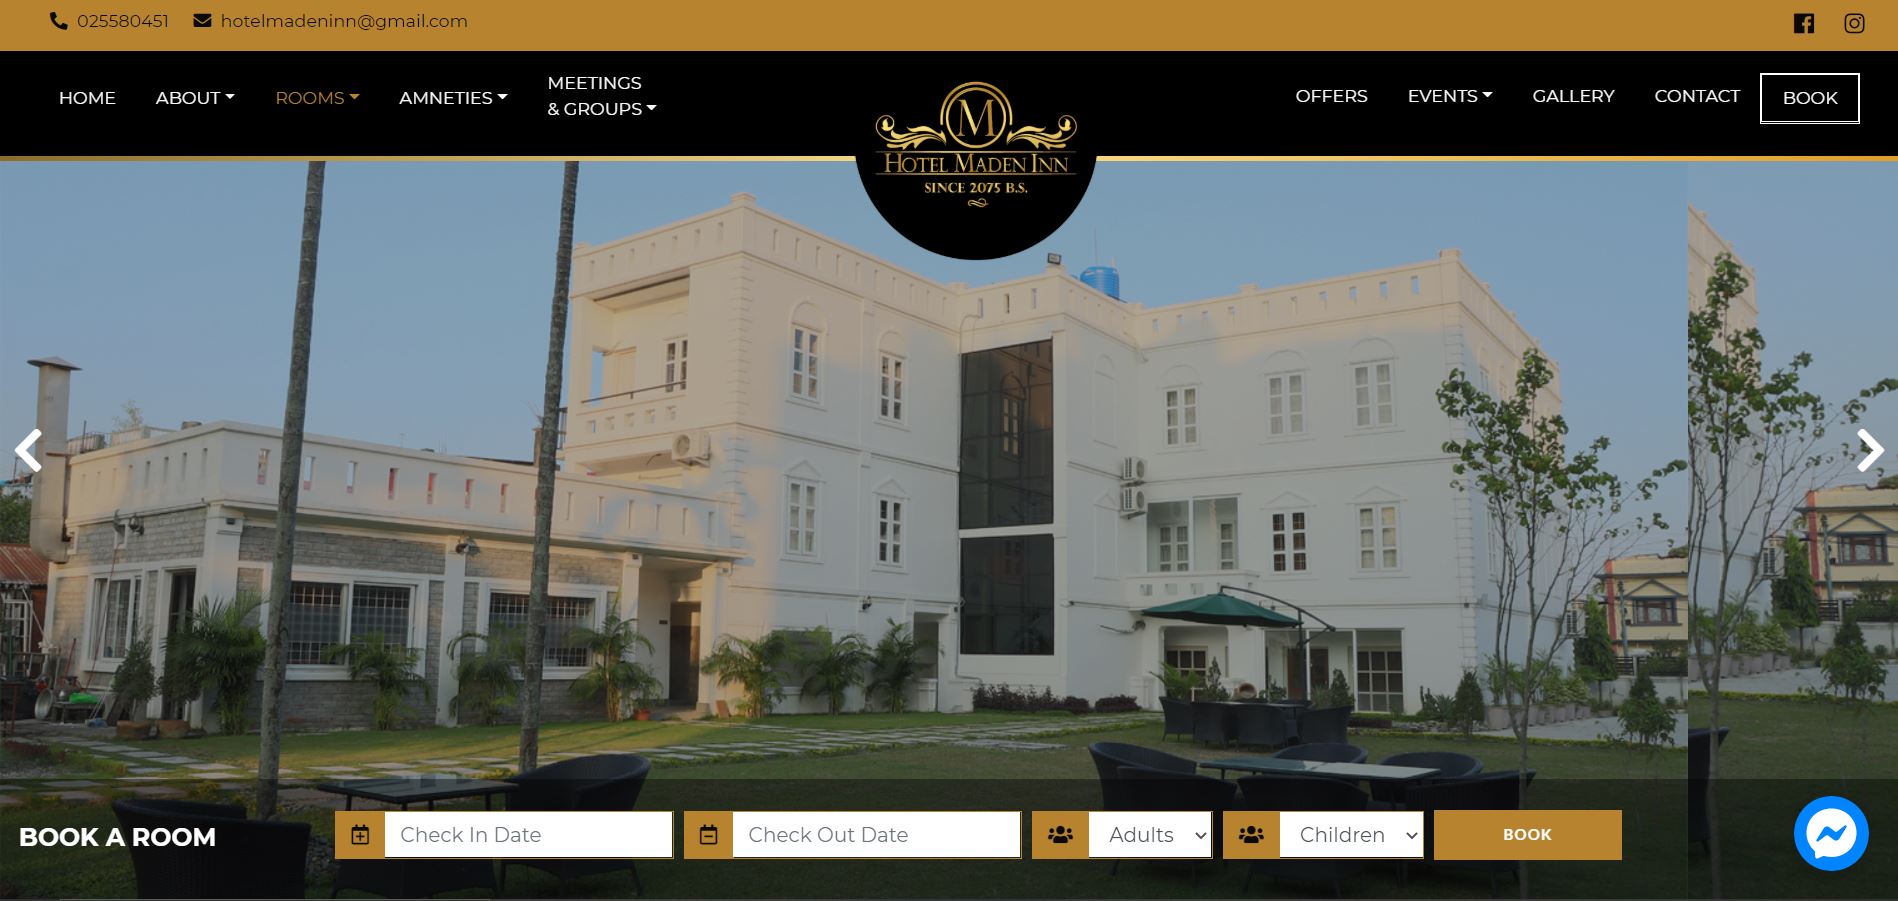 025580451 hotelmadeninn@gmail.com
HOME ABOUT ROOMS AMNETIES MEETINGS
& GROUPS
M
HOTEL MADEN INN
SINCE 2075 B.S.
OFFERS EVENTS GALLERY CONTACT BOOK
BOOK A ROOM Check In Date Check Out Date Adults Children BOOK